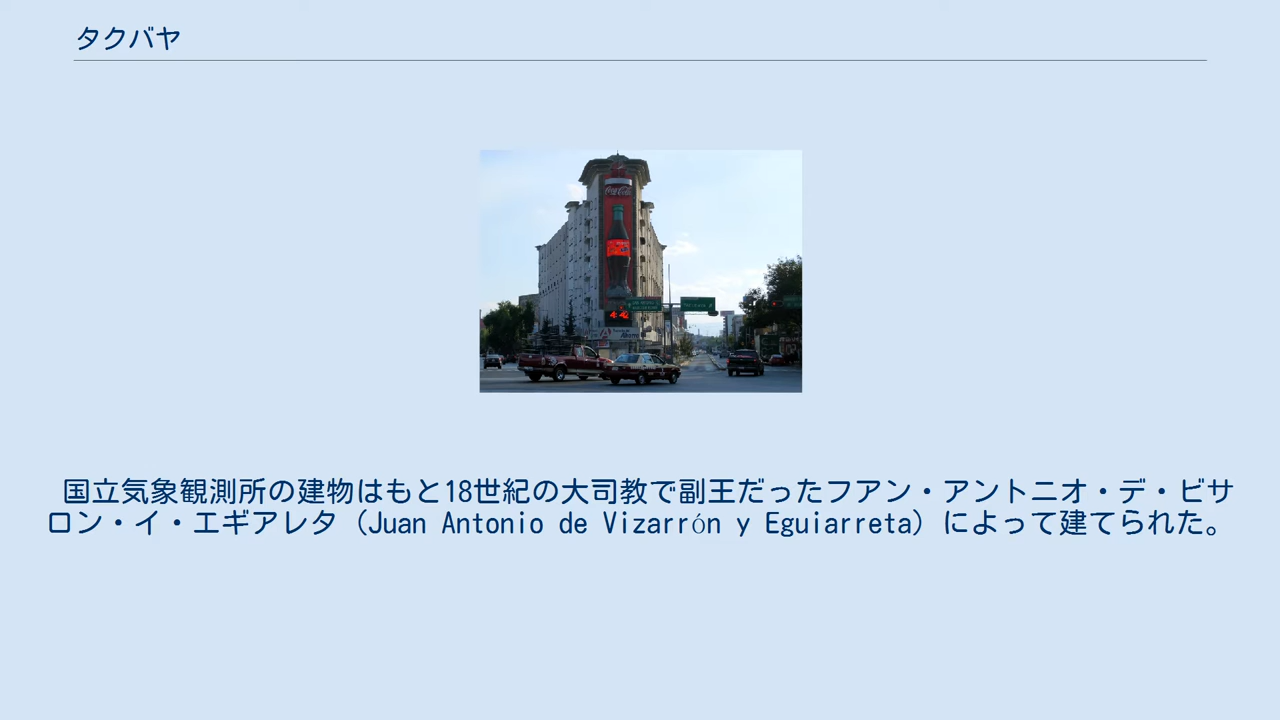 タクバヤ
Coca-Cola
国立気象観測所の建物はもと18世紀の大司教で副王だったフアン・アントニオ・デ・ビサ
ロン・イ・エギアレタ（Juan Antonio de Vizarrón y Eguiarreta）によって建てられた。